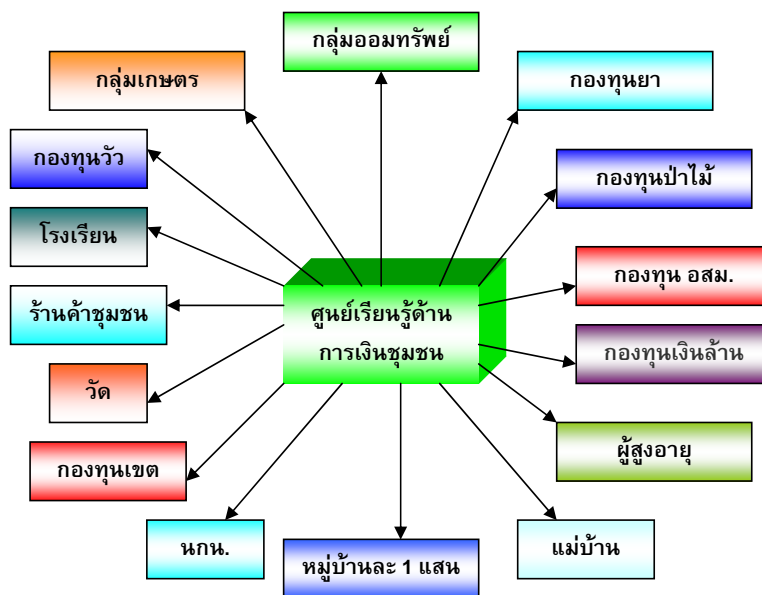 กลุ่มออมทรัพย์
กลุ่มเกษตร
กองทุนยา
กองทุนวัว
กองทุนป่าไม้
โรงเรียน
กองทุน อสม.
ร้านค้าชุมชน
ศูนย์เรียนรู้ด้าน
การเงินชุมชน
กองทุนเงินล้าน
วัด
ผู้สูงอายุ
กองทุนเขต
นกน.
หมู่บ้านละ 1 แสน
แม่บ้าน